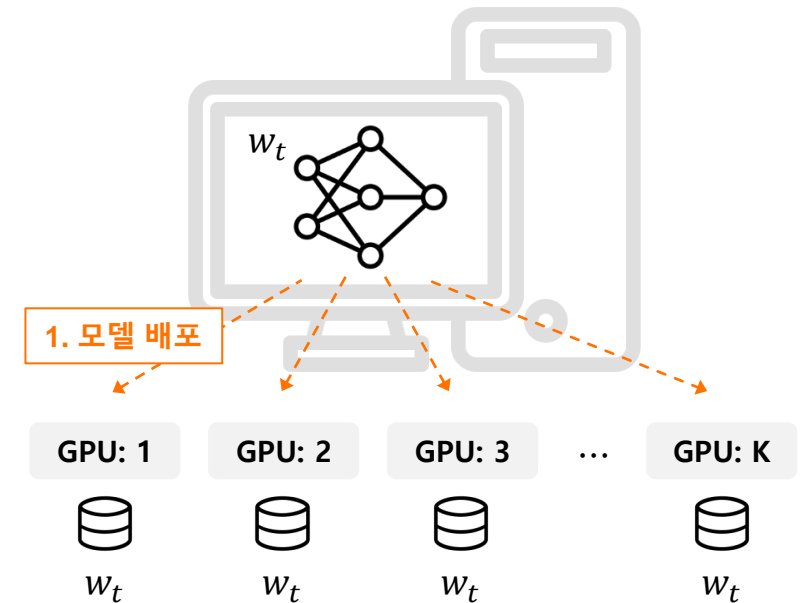 w_t
1. 모델 배포
GPU: 1 GPU: 2 GPU: 3 … GPU: K
w_t w_t w_t w_t